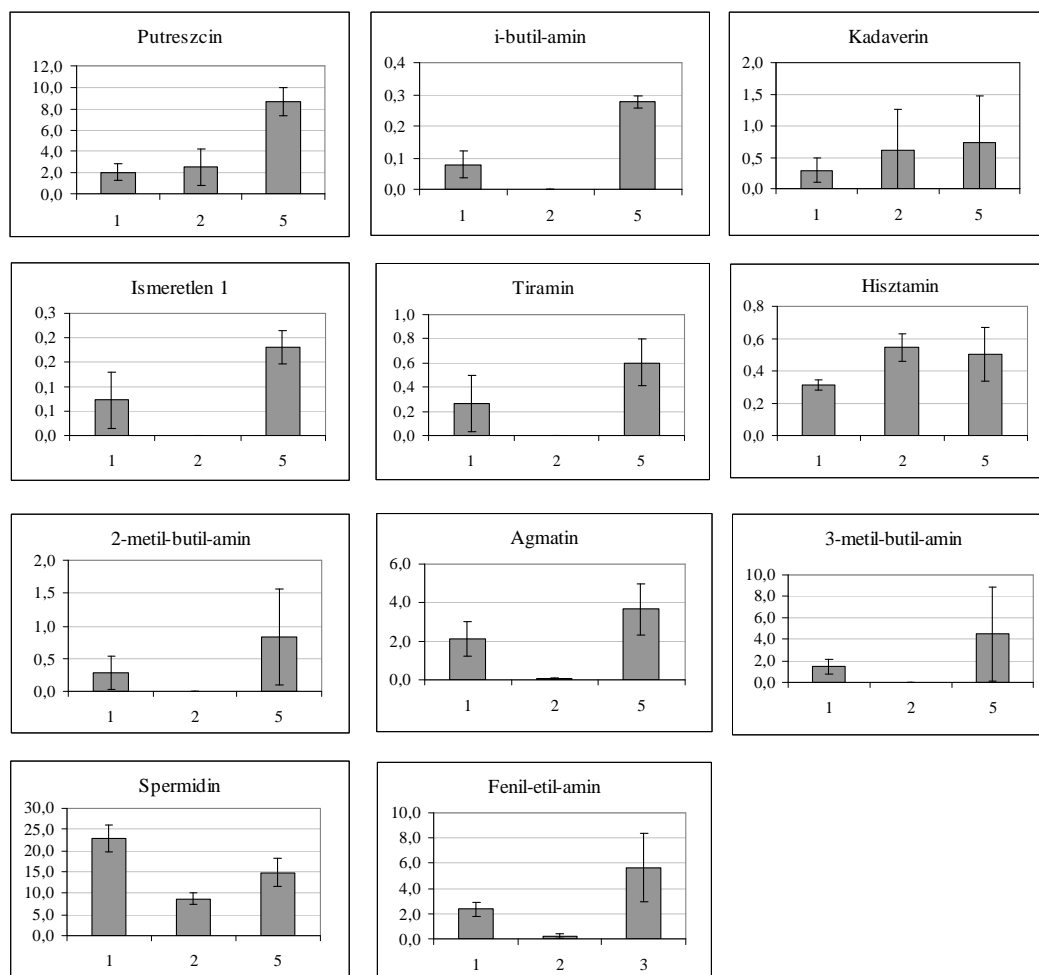 Putreszcin
12,0
10,0
8,0
6,0
4,0
2,0
0,0
1 2 5
i-butil-amin
0,4
0,3
0,2
0,1
0,0
1 2 5
Kadaverin
2,0
1,5
1,0
0,5
0,0
1 2 5
Ismeretlen 1
0,3
0,2
0,2
0,1
0,1
0,0
1 2 5
Tiramin
1,0
0,8
0,6
0,4
0,2
0,0
1 2 5
Hisztamin
0,8
0,6
0,4
0,2
0,0
1 2 5
2-metil-butil-amin
2,0
1,5
1,0
0,5
0,0
1 2 5
Agmatin
6,0
4,0
2,0
0,0
1 2 5
3-metil-butil-amin
10,0
8,0
6,0
4,0
2,0
0,0
1 2 5
Spermidin
30,0
25,0
20,0
15,0
10,0
5,0
0,0
1 2 5
Fenil-etil-amin
10,0
8,0
6,0
4,0
2,0
0,0
1 2 3